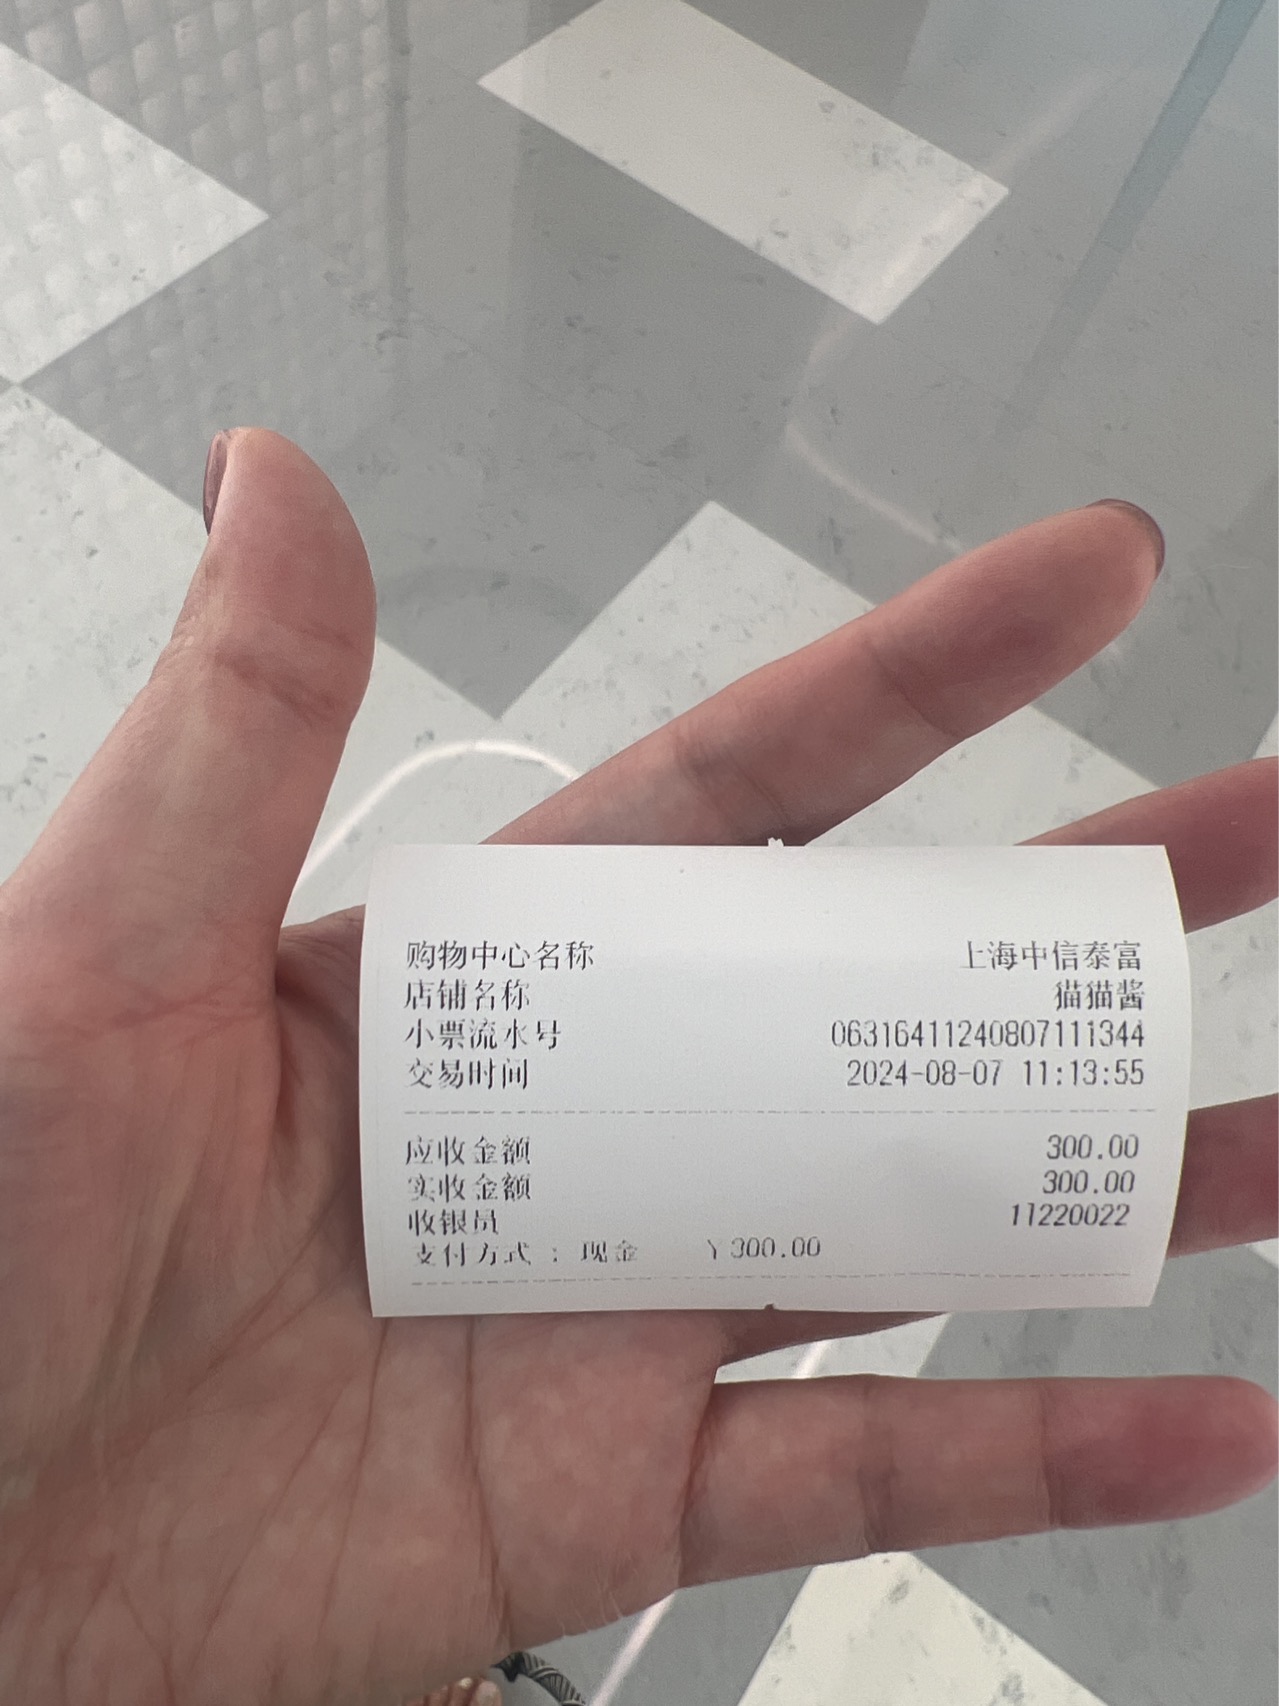 购物中心名称 上海中信泰富
店铺名称 猫猫酱
小票流水号 06316411240807111344
交易时间 2024-08-07 11:13:55
应收金额 300.00
实收金额 300.00
收银员 11220022
支付方式 : 现金 ¥300.00